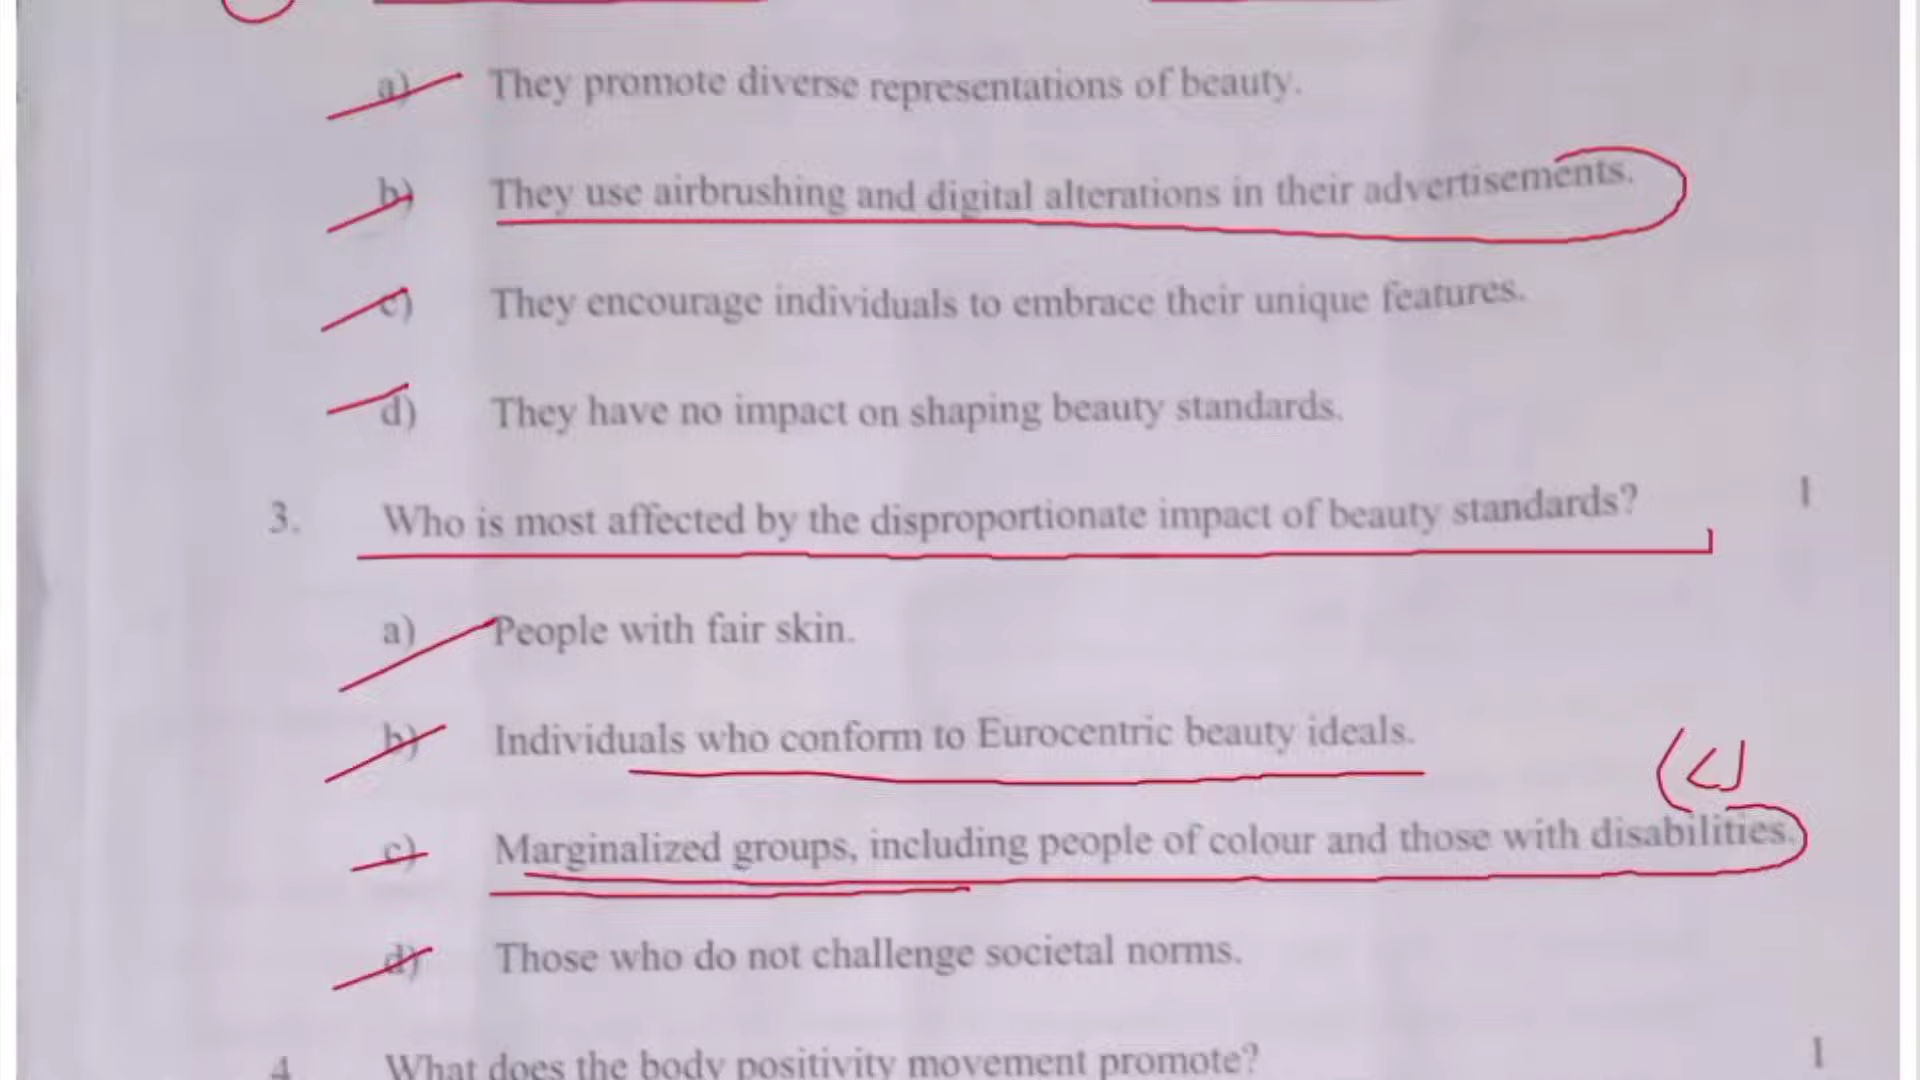 a) They promote diverse representations of beauty.
b) They use airbrushing and digital alterations in their advertisements.
c) They encourage individuals to embrace their unique features.
d) They have no impact on shaping beauty standards.
3. Who is most affected by the disproportionate impact of beauty standards? 1
a) People with fair skin.
b) Individuals who conform to Eurocentric beauty ideals.
(c)
c) Marginalized groups, including people of colour and those with disabilities.
d) Those who do not challenge societal norms.
4 What does the body positivity movement promote? 1